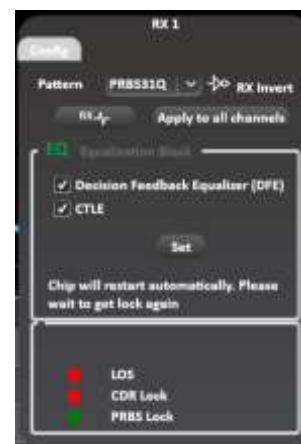 RX 1
Config
Pattern PRBS31Q RX Invert
RX
Apply to all channels
EQ Equalization Block
Decision Feedback Equalizer (DFE)
CTLE
Set
Chip will restart automatically. Please
wait to get lock again
LOS
CDR Lock
PRBS Lock